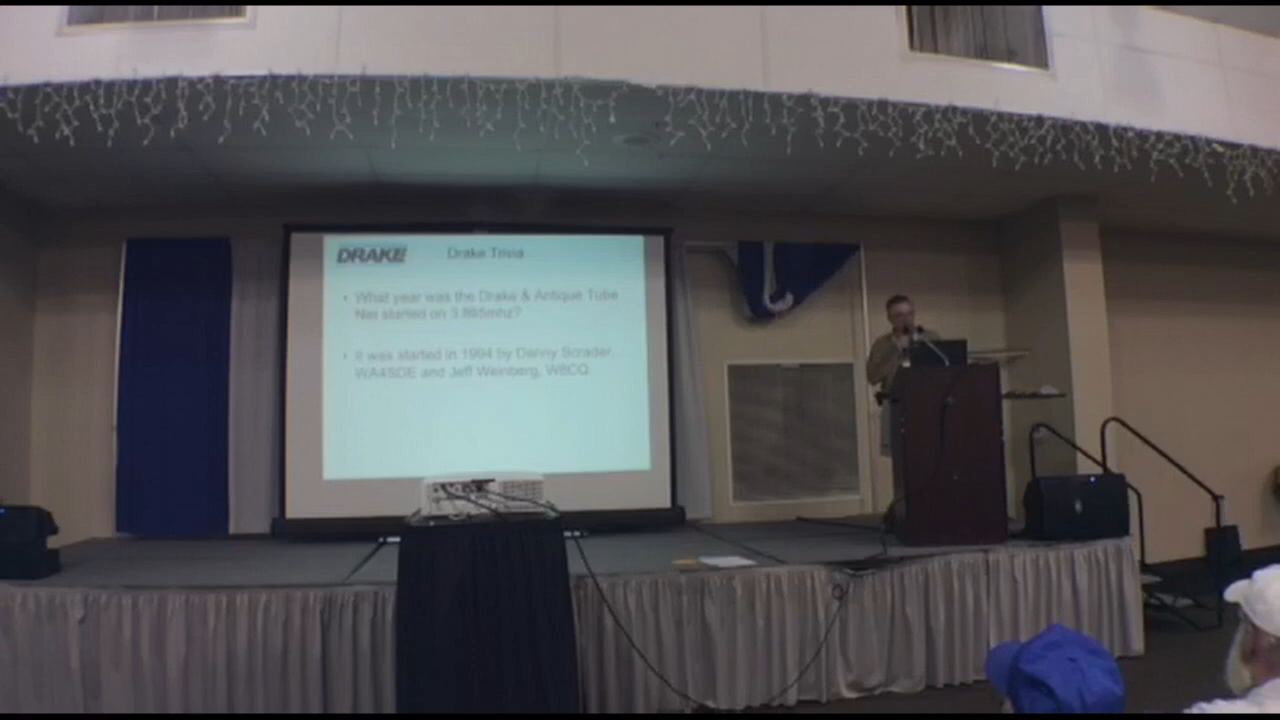 DRAKE Drake Trivia
• What year was the Drake & Antique Tube
Net started on 3.885mhz?
• It was started in 1994 by Danny
WA4SDE and Jeff Weinberg, W8CQ.